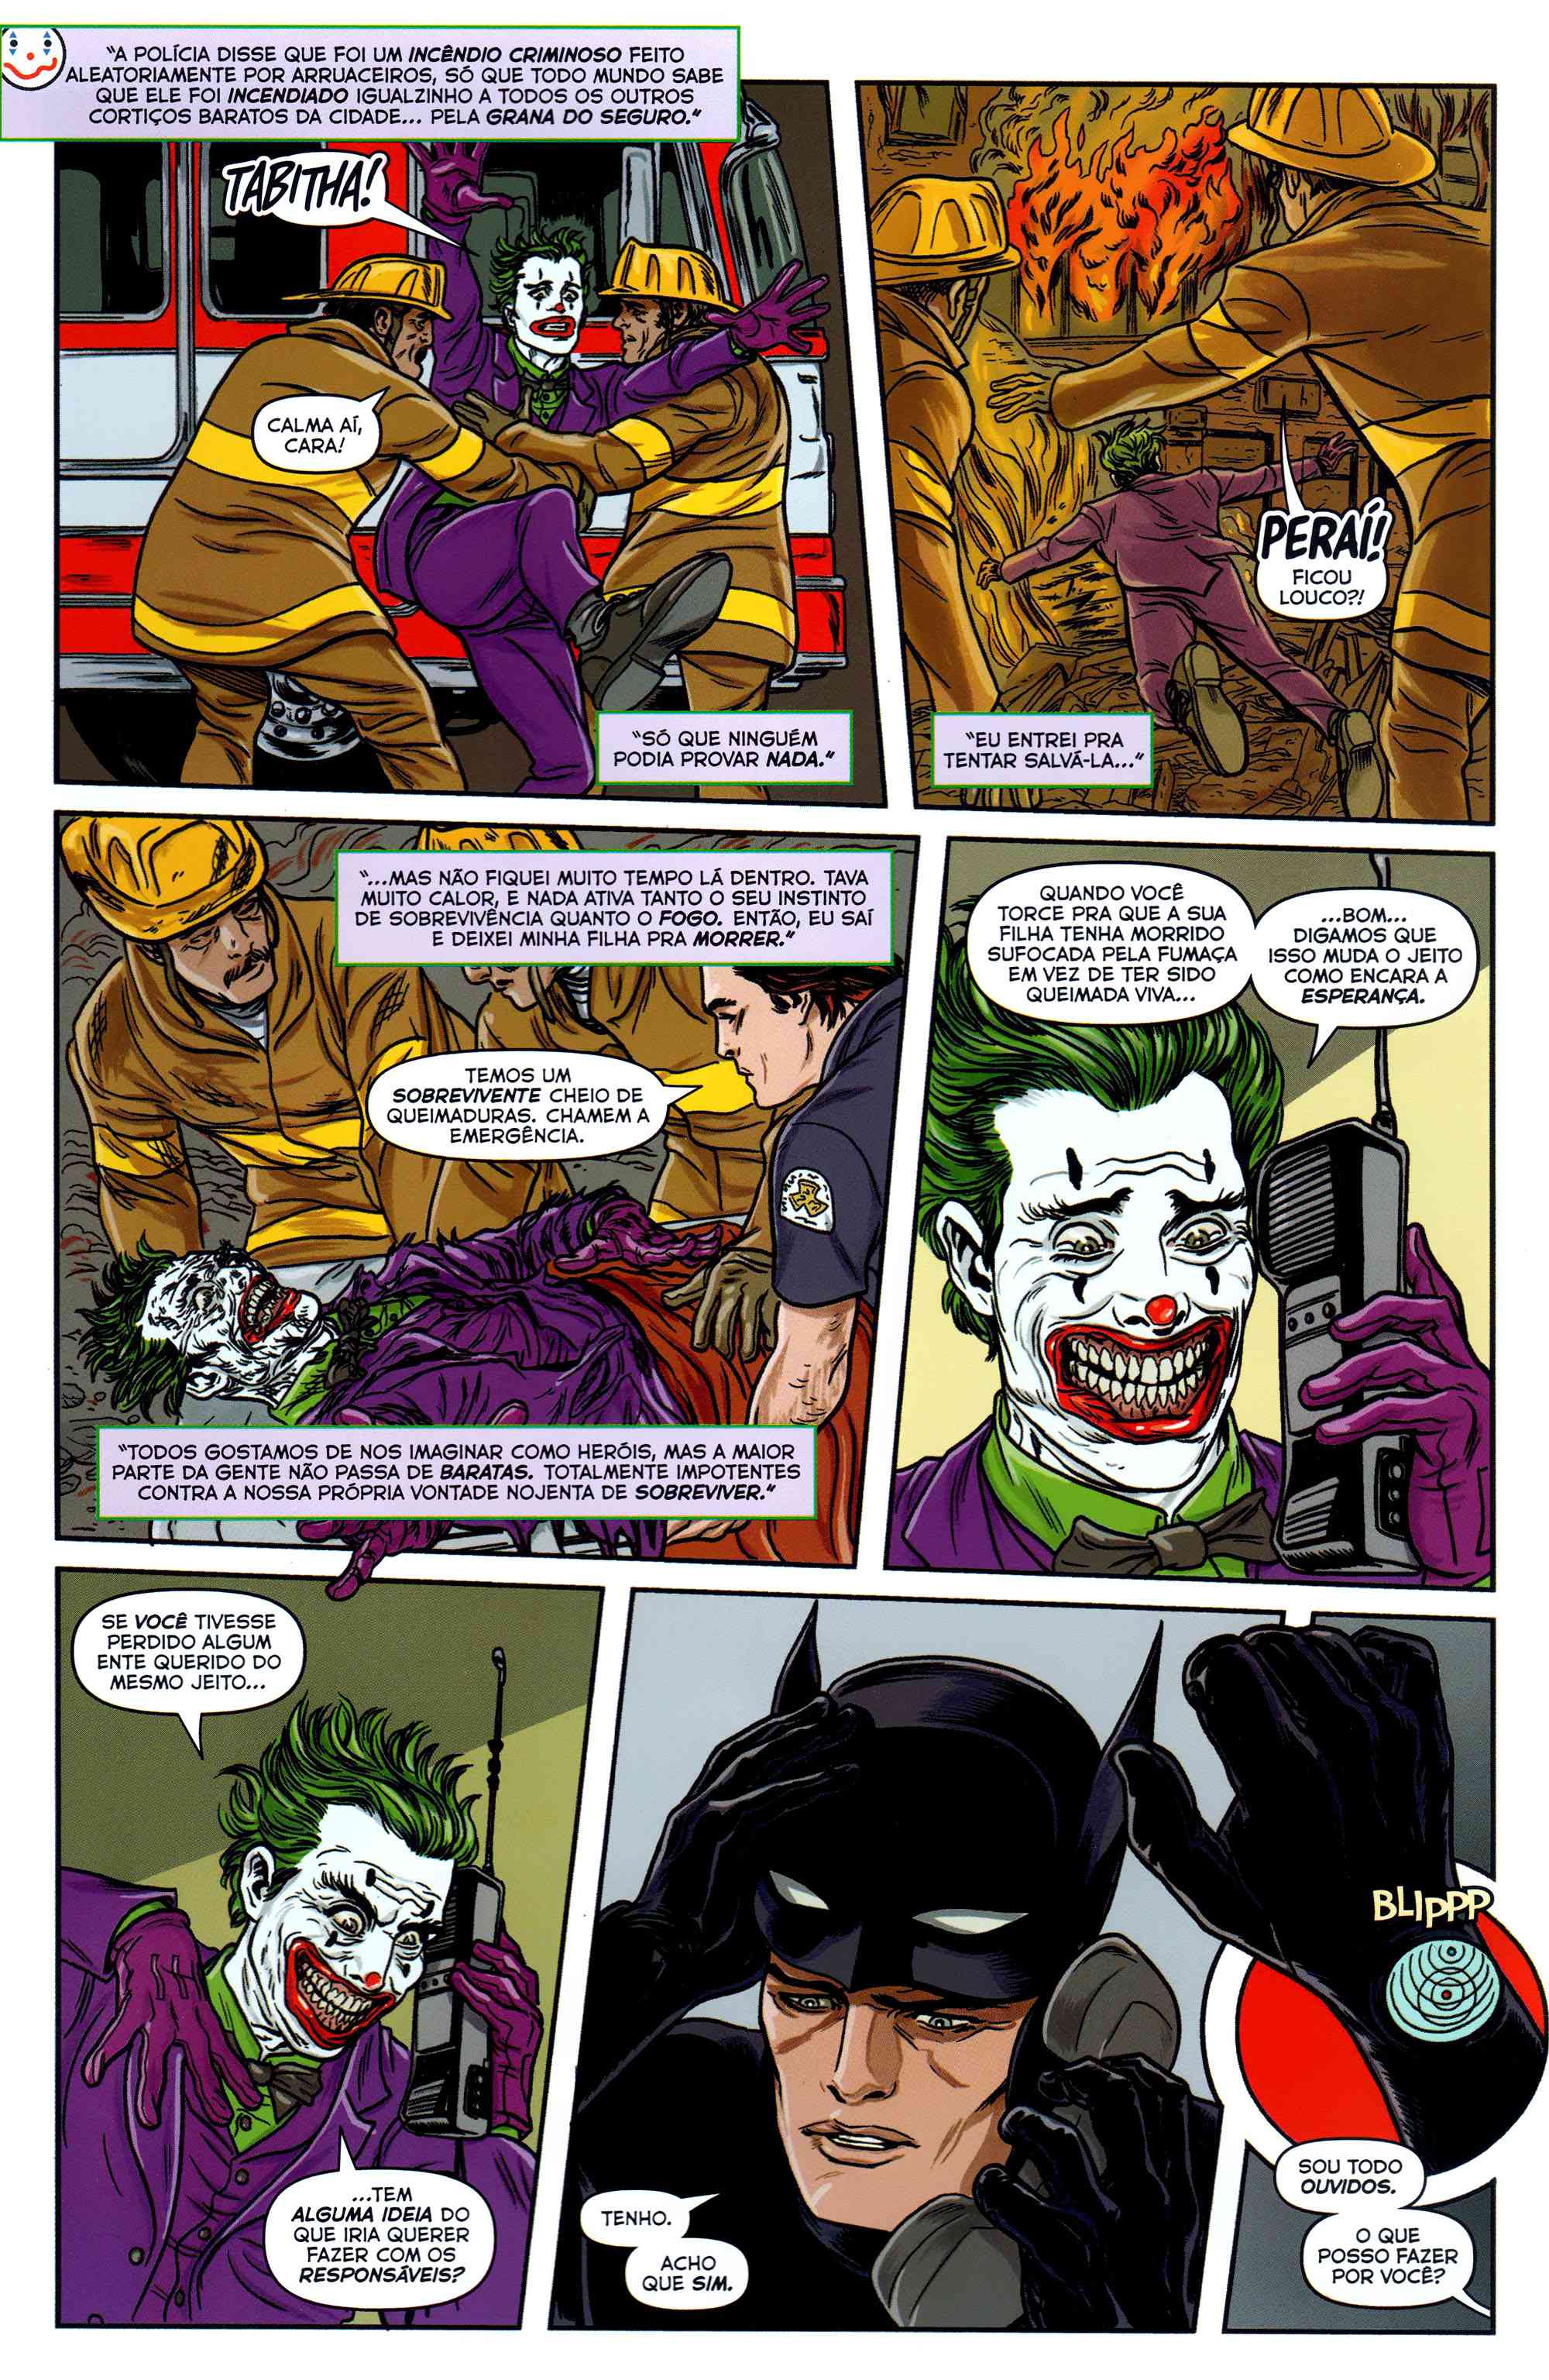 “A POLÍCIA DISSE QUE FOI UM INCÊNDIO CRIMINOSO FEITO
ALEATORIAMENTE POR ARRUACEIROS, SÓ QUE TODO MUNDO SABE
QUE ELE FOI INCENDIADO IGUALZINHO A TODOS OS OUTROS
CORTIÇOS BARATOS DA CIDADE... PELA GRANA DO SEGURO.”
TABITHA!
CALMA AÍ,
CARA!
“SÓ QUE NINGUÉM
PODIA PROVAR NADA.”
PERAÍ!
FICOU
LOUCO?!
“EU ENTREI PRA
TENTAR SALVÁ-LA...”
“...MAS NÃO FIQUEI MUITO TEMPO LÁ DENTRO. TAVA
MUITO CALOR, E NADA ATIVA TANTO O SEU INSTINTO
DE SOBREVIVÊNCIA QUANTO O FOGO. ENTÃO, EU SAÍ
E DEIXEI MINHA FILHA PRA MORRER.”
TEMOS UM
SOBREVIVENTE CHEIO DE
QUEIMADURAS. CHAMEM A
EMERGÊNCIA.
“TODOS GOSTAMOS DE NOS IMAGINAR COMO HERÓIS, MAS A MAIOR
PARTE DA GENTE NÃO PASSA DE BARATAS. TOTALMENTE IMPOTENTES
CONTRA A NOSSA PRÓPRIA VONTADE NOJENTA DE SOBREVIVER.”
QUANDO VOCÊ
TORCE PRA QUE A SUA
FILHA TENHA MORRIDO
SUFOCADA PELA FUMAÇA
EM VEZ DE TER SIDO
QUEIMADA VIVA...
...BOM...
DIGAMOS QUE
ISSO MUDA O JEITO
COMO ENCARA A
ESPERANÇA.
SE VOCÊ TIVESSE
PERDIDO ALGUM
ENTE QUERIDO DO
MESMO JEITO...
...TEM
ALGUMA IDEIA DO
QUE IRIA QUERER
FAZER COM OS
RESPONSÁVEIS?
TENHO.
ACHO
QUE SIM.
BLIPPP
SOU TODO
OUVIDOS.
O QUE
POSSO FAZER
POR VOCÊ?